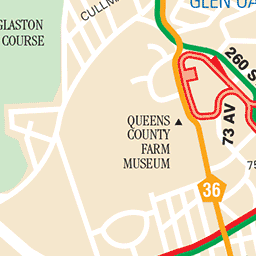 GLASTON
COURSE
CULLM
GLEN OA
260 S
73 AV
QUEENS
COUNTY
FARM
MUSEUM
75
36